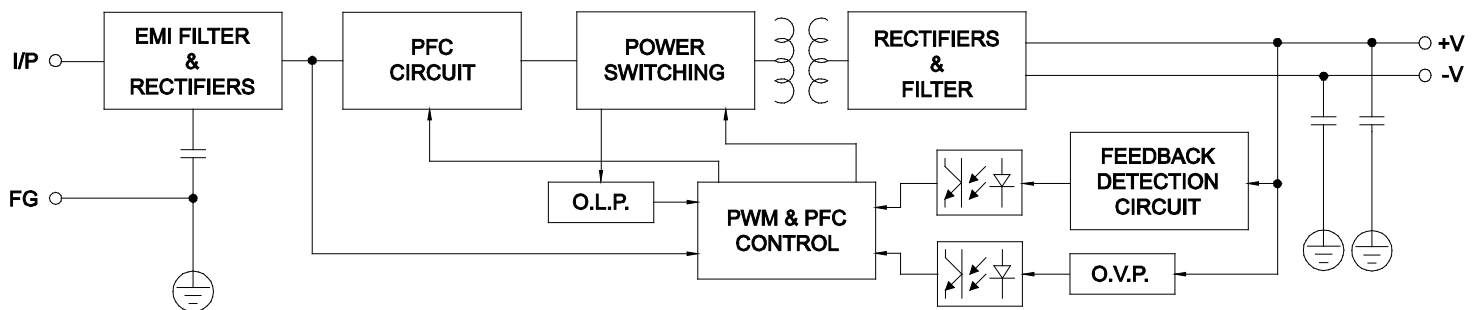 I/P
EMI FILTER
&
RECTIFIERS
PFC
CIRCUIT
POWER
SWITCHING
RECTIFIERS
&
FILTER
+V
-V
FG
O.L.P.
PWM & PFC
CONTROL
FEEDBACK
DETECTION
CIRCUIT
O.V.P.